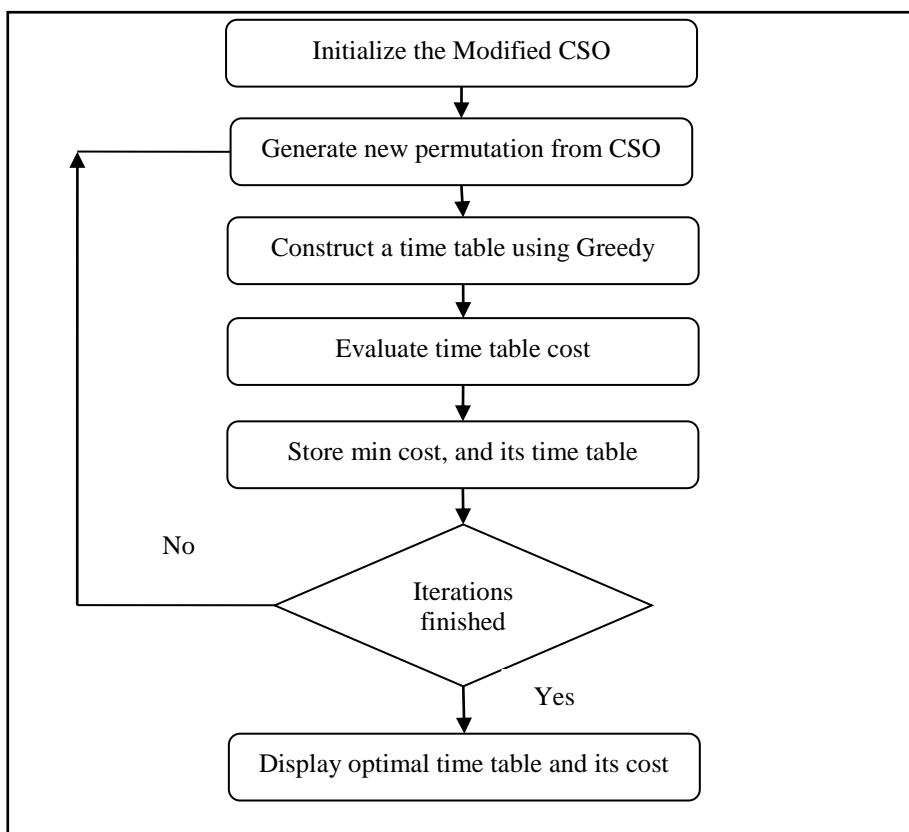 Initialize the Modified CSO
Generate new permutation from CSO
Construct a time table using Greedy
Evaluate time table cost
Store min cost, and its time table
No
Iterations
finished
Yes
Display optimal time table and its cost